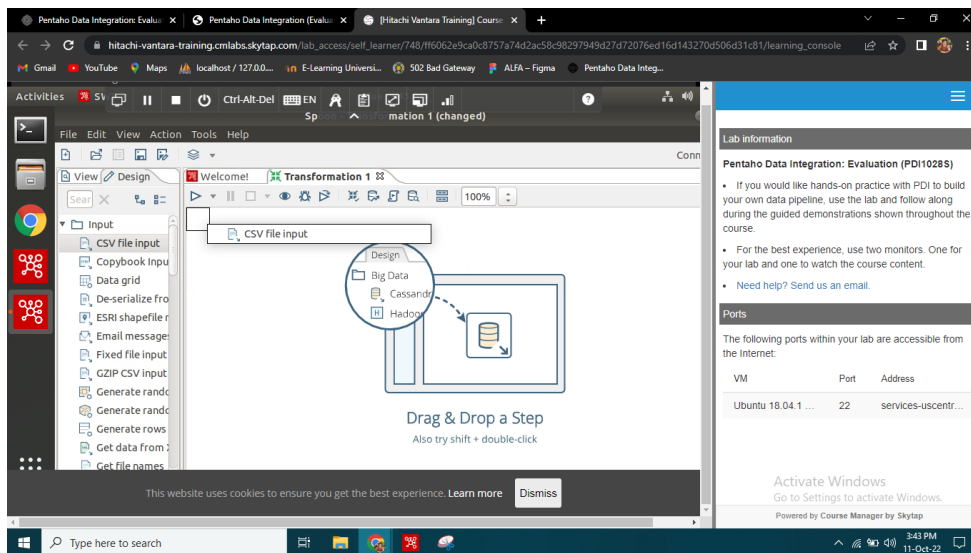 Pentaho Data Integration: Evalua
Pentaho Data Integration (Evalua
[Hitachi Vantara Training] Course
hitachi-vantara-training.cmlabs.skytap.com/lab_access/self_learner/748/ff6062e9ca0c8757a74d2ac58c98297949d27d72076ed16d143270d506d31c81/learning_console
Gmail
YouTube
Maps
localhost / 127.0.0....
E-Learning Universi...
502 Bad Gateway
ALFA – Figma
Pentaho Data Integ...
Activities
Ctrl-Alt-Del
EN
mation 1 (changed)
File Edit View Action Tools Help
Conn
View
Design
Welcome!
Transformation 1
Sear
100%
Input
CSV file input
Copybook Inpu
Data grid
De-serialize fro
ESRI shapefile r
Email message
Fixed file input
GZIP CSV input
Generate rando
Generate rando
Generate rows
Get data from
Get file names
CSV file input
Design
Big Data
Cassandr
H Hadoop
Drag & Drop a Step
Also try shift + double-click
This website uses cookies to ensure you get the best experience. Learn more
Dismiss
Lab information
Pentaho Data Integration: Evaluation (PDI1028S)
• If you would like hands-on practice with PDI to build
your own data pipeline, use the lab and follow along
during the guided demonstrations shown throughout the
course.
• For the best experience, use two monitors. One for
your lab and one to watch the course content.
• Need help? Send us an email.
Ports
The following ports within your lab are accessible from
the Internet:
VM Port Address
Ubuntu 18.04.1 ... 22 services-uscentr...
Activate Windows
Go to Settings to activate Windows.
Powered by Course Manager by Skytap
Type here to search
3:43 PM
11-Oct-22